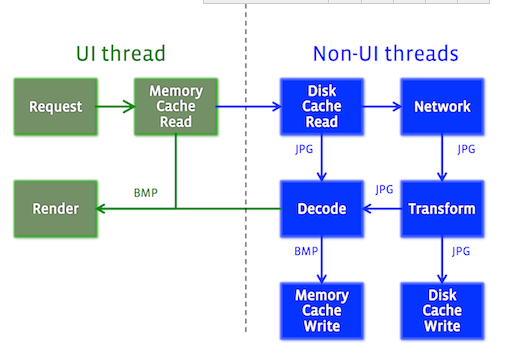 UI thread
Non-UI threads
Request
Memory
Cache
Read
Disk
Cache
Read
Network
JPG
JPG
Render
BMP
Decode
JPG
Transform
BMP
JPG
Memory
Cache
Write
Disk
Cache
Write